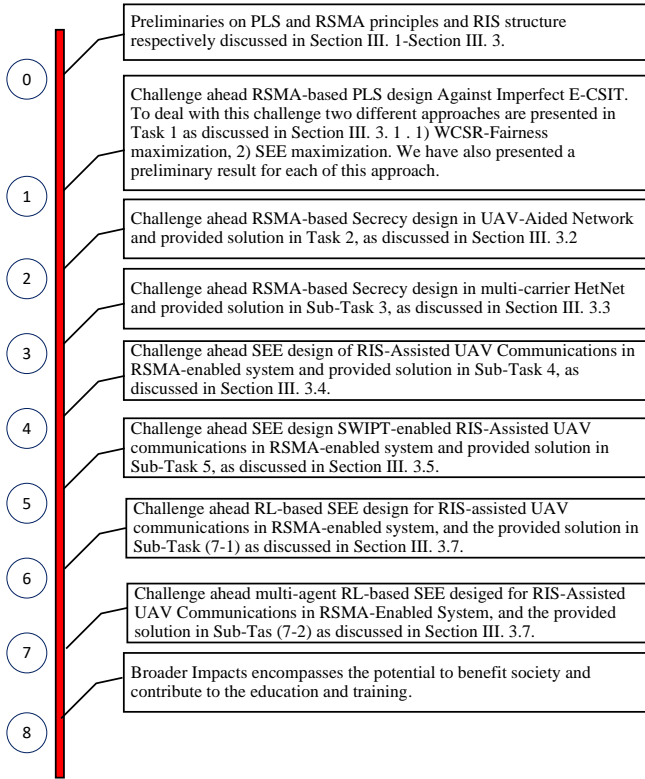 Preliminaries on PLS and RSMA principles and RIS structure
respectively discussed in Section III. 1-Section III. 3.
0
Challenge ahead RSMA-based PLS design Against Imperfect E-CSIT.
To deal with this challenge two different approaches are presented in
Task 1 as discussed in Section III. 3. 1 . 1) WCSR-Fairness
maximization, 2) SEE maximization. We have also presented a
preliminary result for each of this approach.
1
Challenge ahead RSMA-based Secrecy design in UAV-Aided Network
and provided solution in Task 2, as discussed in Section III. 3.2
2
Challenge ahead RSMA-based Secrecy design in multi-carrier HetNet
and provided solution in Sub-Task 3, as discussed in Section III. 3.3
3
Challenge ahead SEE design of RIS-Assisted UAV Communications in
RSMA-enabled system and provided solution in Sub-Task 4, as
discussed in Section III. 3.4.
4
Challenge ahead SEE design SWIPT-enabled RIS-Assisted UAV
communications in RSMA-enabled system and provided solution in
Sub-Task 5, as discussed in Section III. 3.5.
5
Challenge ahead RL-based SEE design for RIS-assisted UAV
communications in RSMA-enabled system, and the provided solution in
Sub-Task (7-1) as discussed in Section III. 3.7.
6
Challenge ahead multi-agent RL-based SEE desiged for RIS-Assisted
UAV Communications in RSMA-Enabled System, and the provided
solution in Sub-Tas (7-2) as discussed in Section III. 3.7.
7
Broader Impacts encompasses the potential to benefit society and
contribute to the education and training.
8